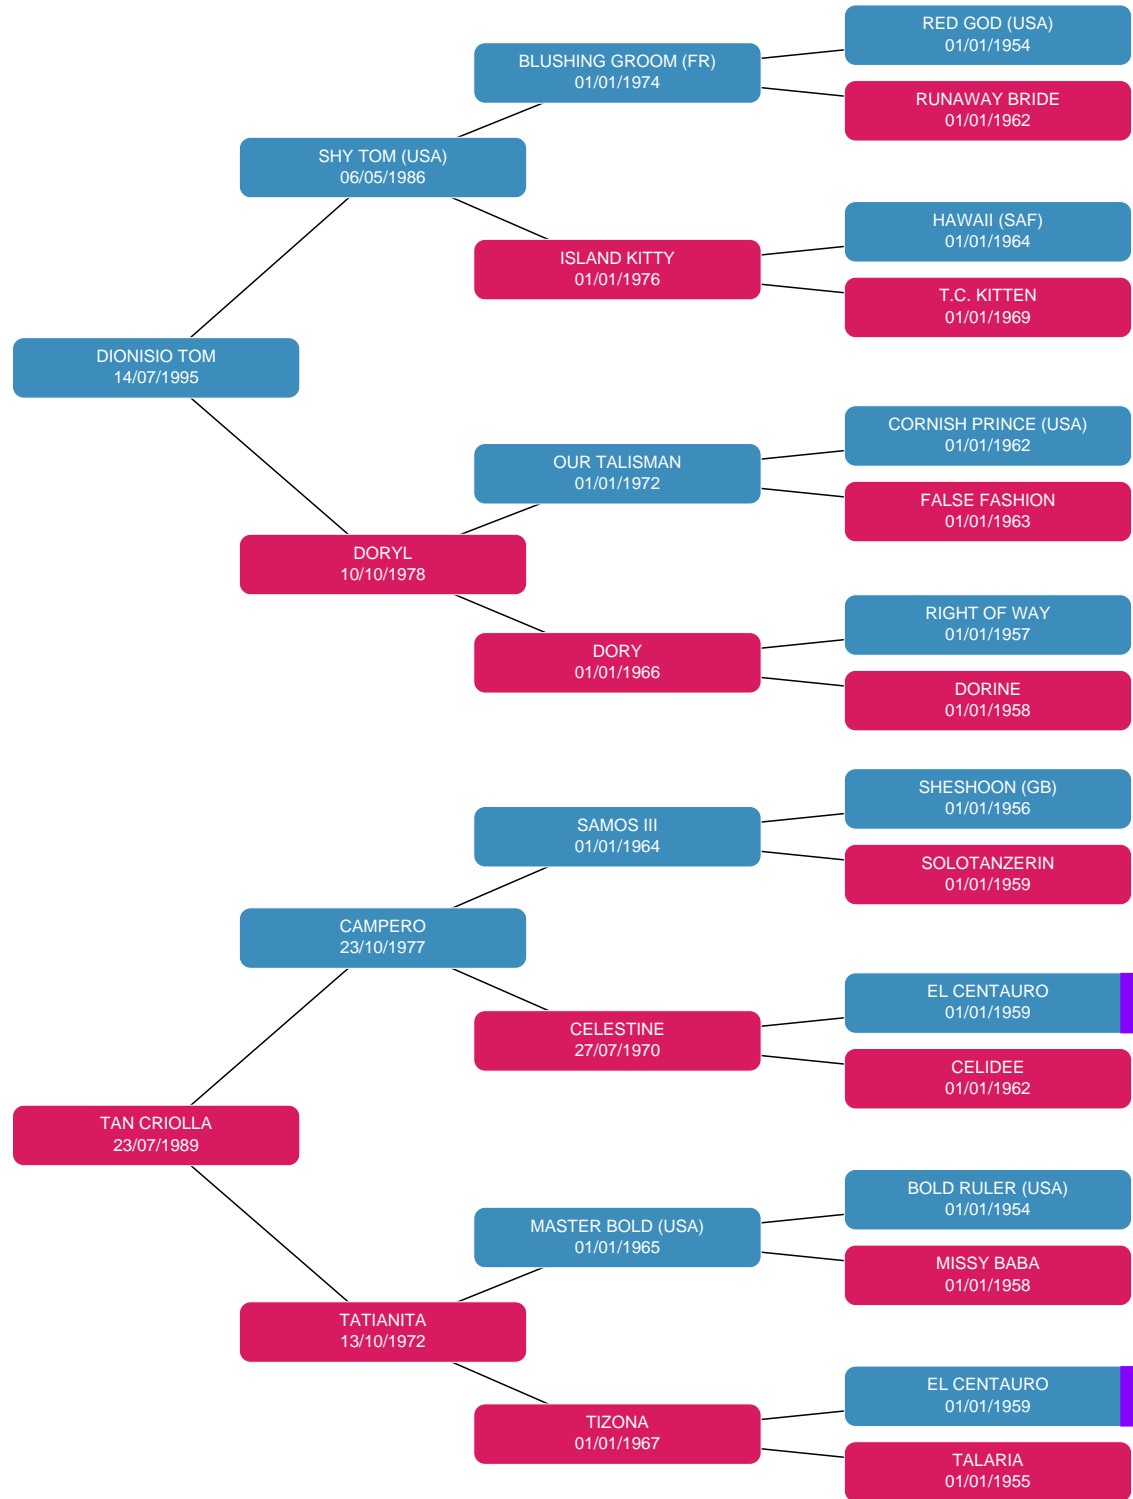 RED GOD (USA)
01/01/1954
BLUSHING GROOM (FR)
01/01/1974
RUNAWAY BRIDE
01/01/1962
SHY TOM (USA)
06/05/1986
HAWAII (SAF)
01/01/1964
ISLAND KITTY
01/01/1976
T.C. KITTEN
01/01/1969
DIONISIO TOM
14/07/1995
CORNISH PRINCE (USA)
01/01/1962
OUR TALISMAN
01/01/1972
FALSE FASHION
01/01/1963
DORYL
10/10/1978
RIGHT OF WAY
01/01/1957
DORY
01/01/1966
DORINE
01/01/1958
SHESHOON (GB)
01/01/1956
SAMOS III
01/01/1964
SOLOTANZERIN
01/01/1959
CAMPERO
23/10/1977
EL CENTAURO
01/01/1959
CELESTINE
27/07/1970
CELIDEE
01/01/1962
TAN CRIOLLA
23/07/1989
BOLD RULER (USA)
01/01/1954
MASTER BOLD (USA)
01/01/1965
MISSY BABA
01/01/1958
TATIANITA
13/10/1972
EL CENTAURO
01/01/1959
TIZONA
01/01/1967
TALARIA
01/01/1955